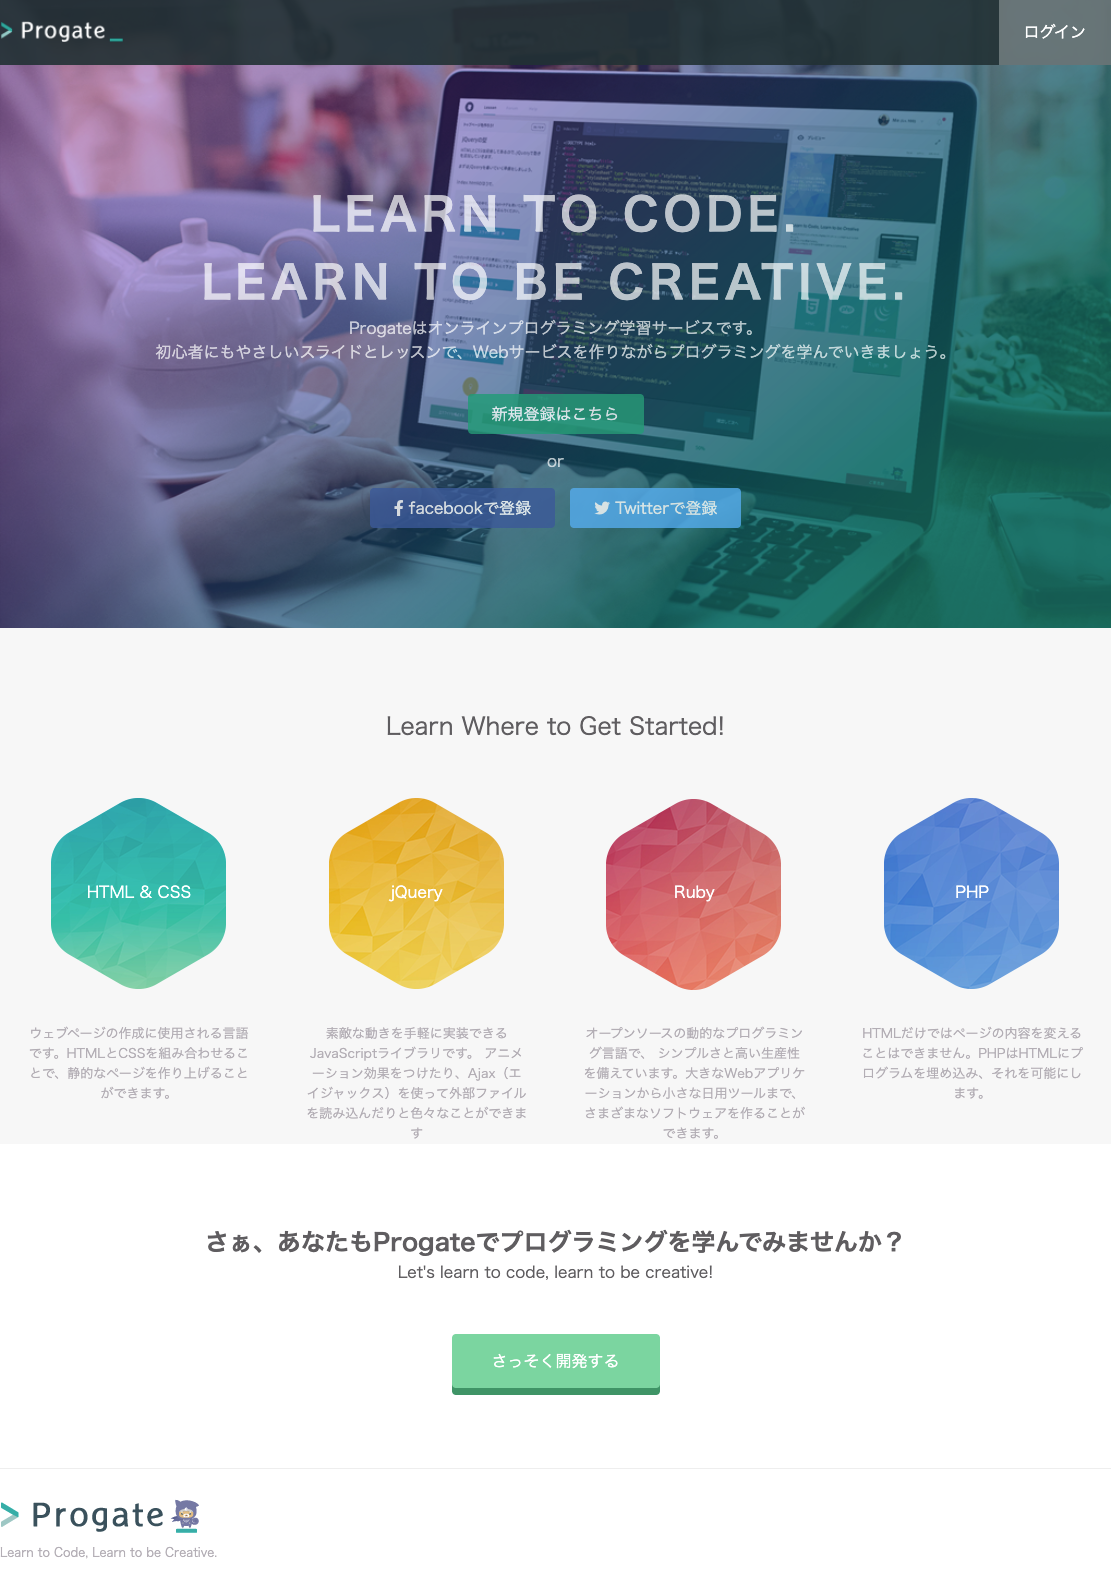 > Progate_
ログイン
LEARN TO CODE.
LEARN TO BE CREATIVE.
Progateはオンラインプログラミング学習サービスです。
初心者にもやさしいスライドとレッスンで、Webサービスを作りながらプログラミングを学んでいきましょう。
新規登録はこちら
or
facebookで登録
Twitterで登録
Learn Where to Get Started!
HTML & CSS
ウェブページの作成に使用される言語
です。HTMLとCSSを組み合わせるこ
とで、静的なページを作り上げること
ができます。
jQuery
素敵な動きを手軽に実装できる
JavaScriptライブラリです。 アニメ
ーション効果をつけたり、Ajax（エ
イジャックス）を使って外部ファイル
を読み込んだりと色々なことができま
す
Ruby
オープンソースの動的なプログラミン
グ言語で、 シンプルさと高い生産性
を備えています。大きなWebアプリケ
ーションから小さな日用ツールまで、
さまざまなソフトウェアを作ることが
できます。
PHP
HTMLだけではページの内容を変える
ことはできません。PHPはHTMLにプ
ログラムを埋め込み、それを可能にし
ます。
さぁ、あなたもProgateでプログラミングを学んでみませんか？
Let's learn to code, learn to be creative!
さっそく開発する
> Progate
Learn to Code, Learn to be Creative.